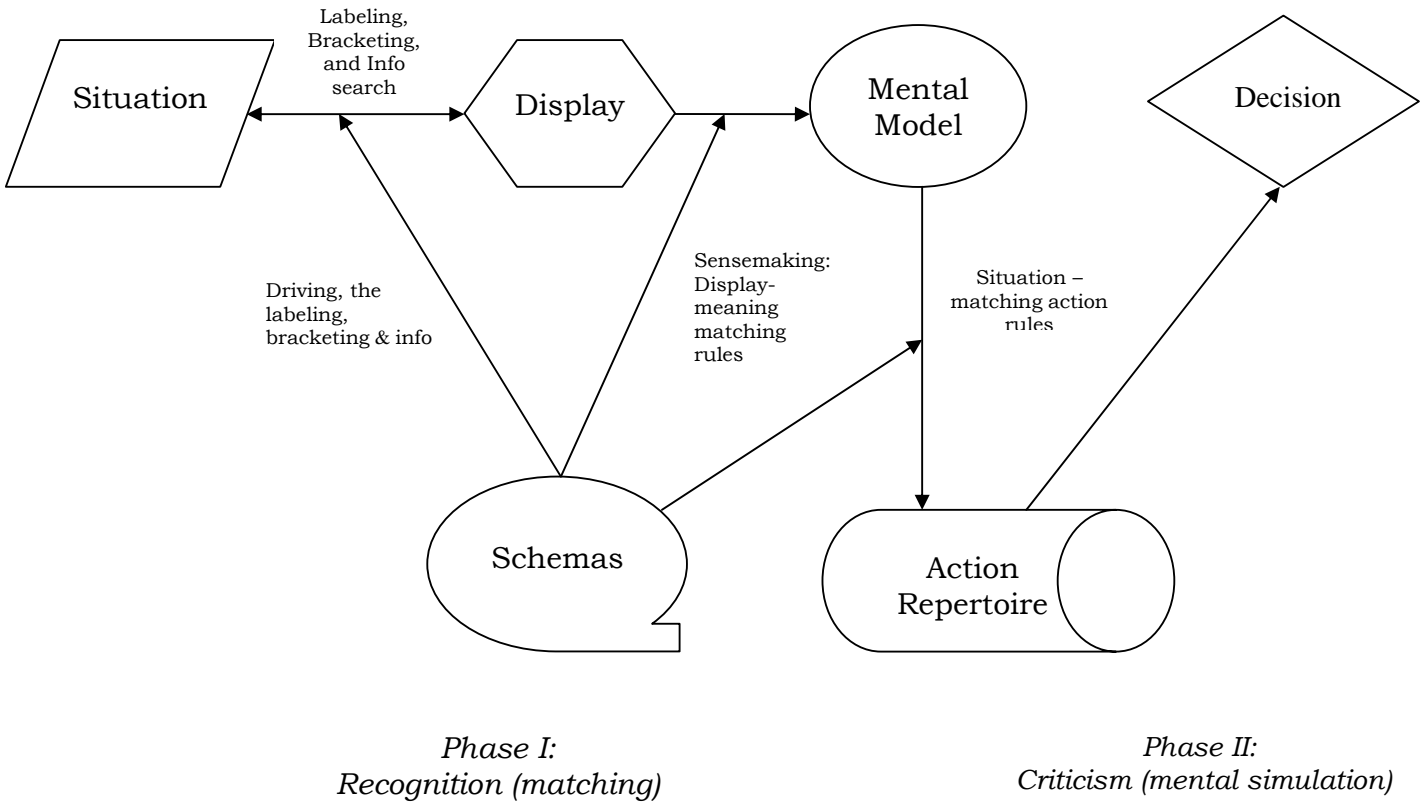 Labeling,
Bracketing,
and Info
search
Situation
Display
Mental
Model
Decision
Driving, the
labeling,
bracketing & info
Sensemaking:
Display-
meaning
matching
rules
Situation –
matching action
rules
Schemas
Action
Repertoire
Phase I:
Recognition (matching)
Phase II:
Criticism (mental simulation)